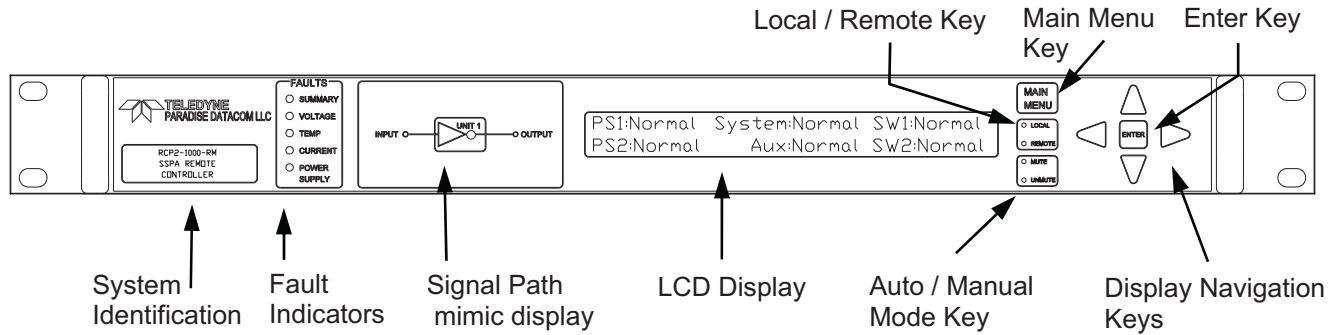 Local / Remote Key
Main Menu
Key
Enter Key
TELEDYNE
PARADISE DATACOM LLC
RCP2-1000-RM
SSPA REMOTE
CONTROLLER
FAULTS
SUMMARY
VOLTAGE
TEMP
CURRENT
POWER
SUPPLY
INPUT
UNIT 1
OUTPUT
PS1:Normal System:Normal SW1:Normal
PS2:Normal Aux:Normal SW2:Normal
MAIN
MENU
LOCAL
REMOTE
MUTE
UNMUTE
ENTER
System
Identification
Fault
Indicators
Signal Path
mimic display
LCD Display
Auto / Manual
Mode Key
Display Navigation
Keys